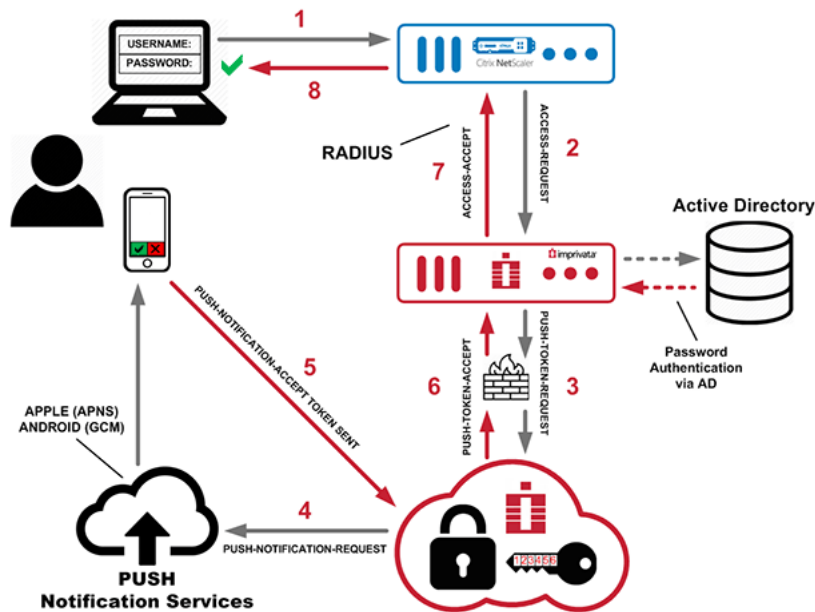 1
USERNAME:
PASSWORD:
8
Citrix NetScaler
RADIUS
7
ACCESS-ACCEPT
ACCESS-REQUEST
2
Active Directory
imprivata
Password
Authentication
via AD
PUSH-NOTIFICATION-ACCEPT TOKEN SENT
5
6
PUSH-TOKEN-ACCEPT
PUSH-TOKEN-REQUEST
3
APPLE (APNS)
ANDROID (GCM)
4
PUSH-NOTIFICATION-REQUEST
123456
PUSH
Notification Services